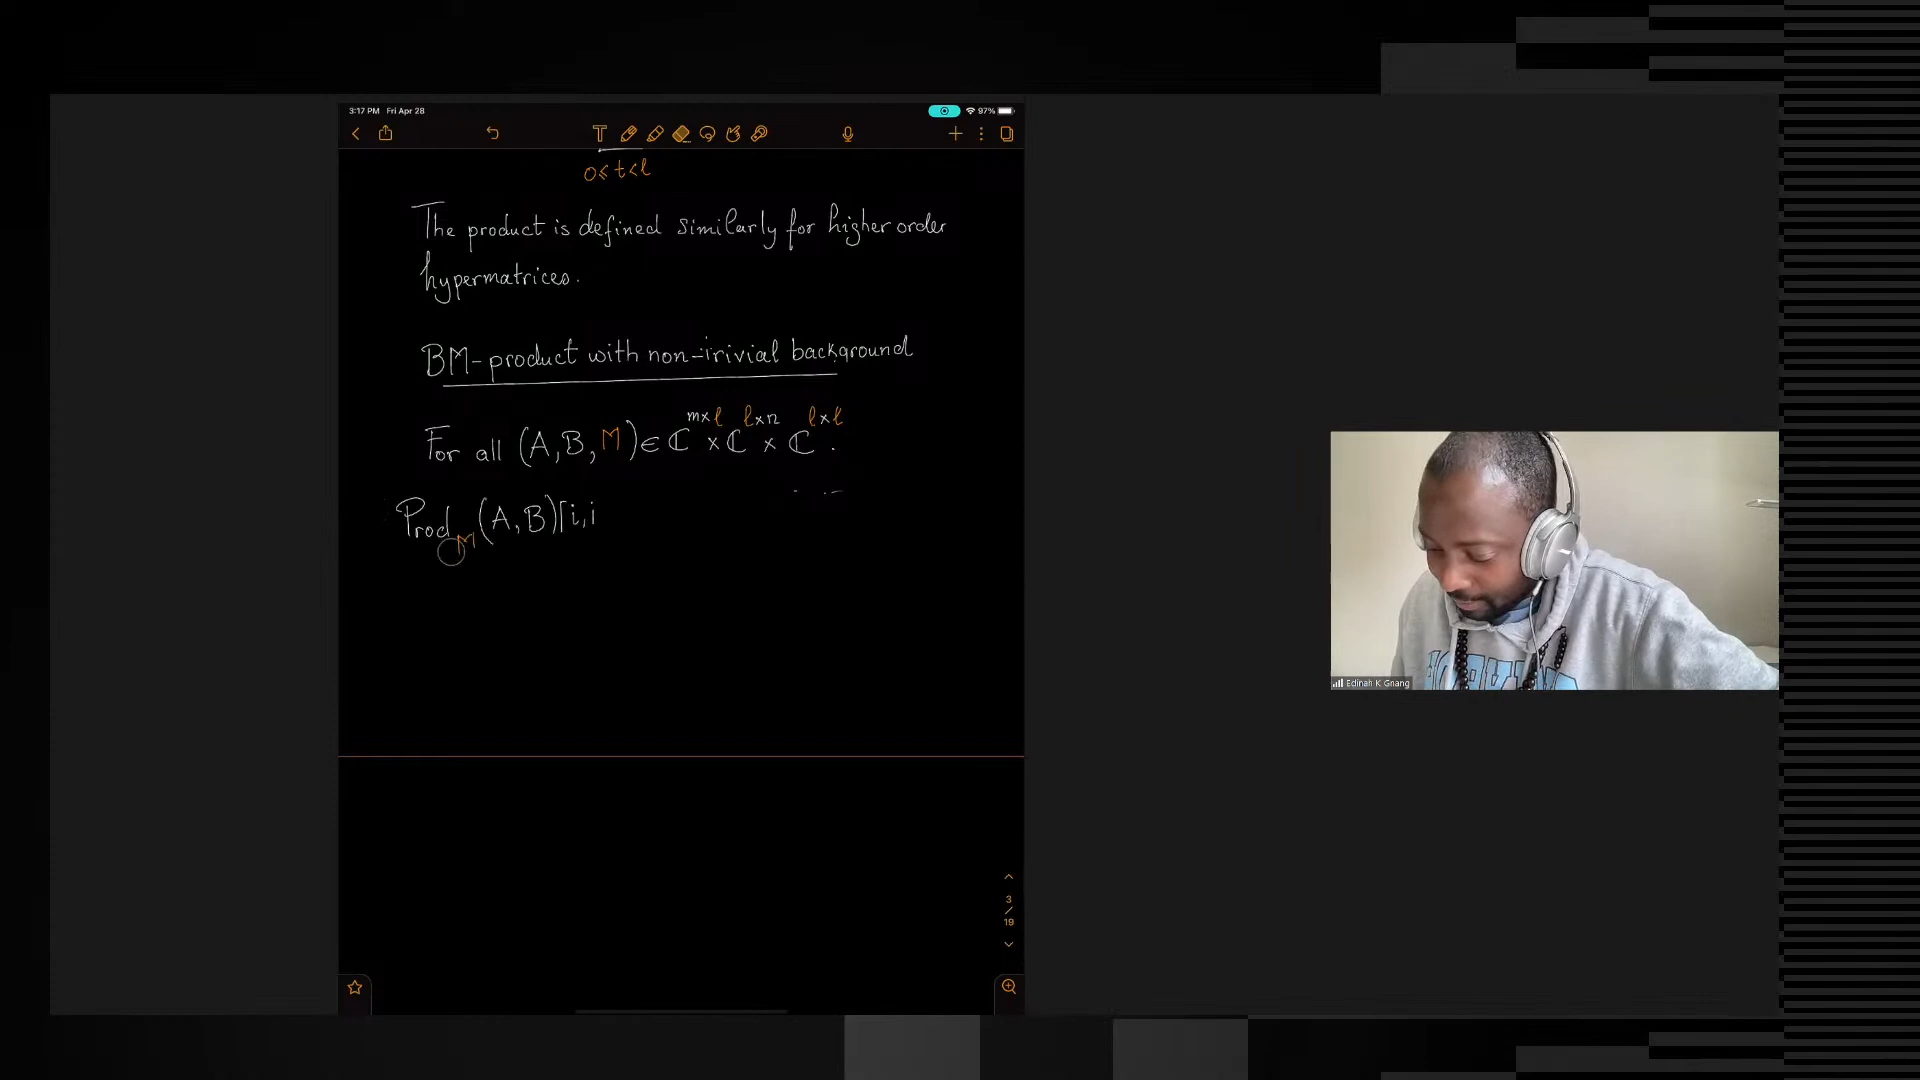 3:17 PM Fri Apr 28
97%
0≤t<l
The product is defined similarly for higher order
hypermatrices.
BM-product with non-irivial background
For all (A,B,M)∈ ℂ^{m×l} × ℂ^{l×n} × ℂ^{l×l}.
Prod_M (A,B)[i,i
3
/
19
Edinah K Gnang